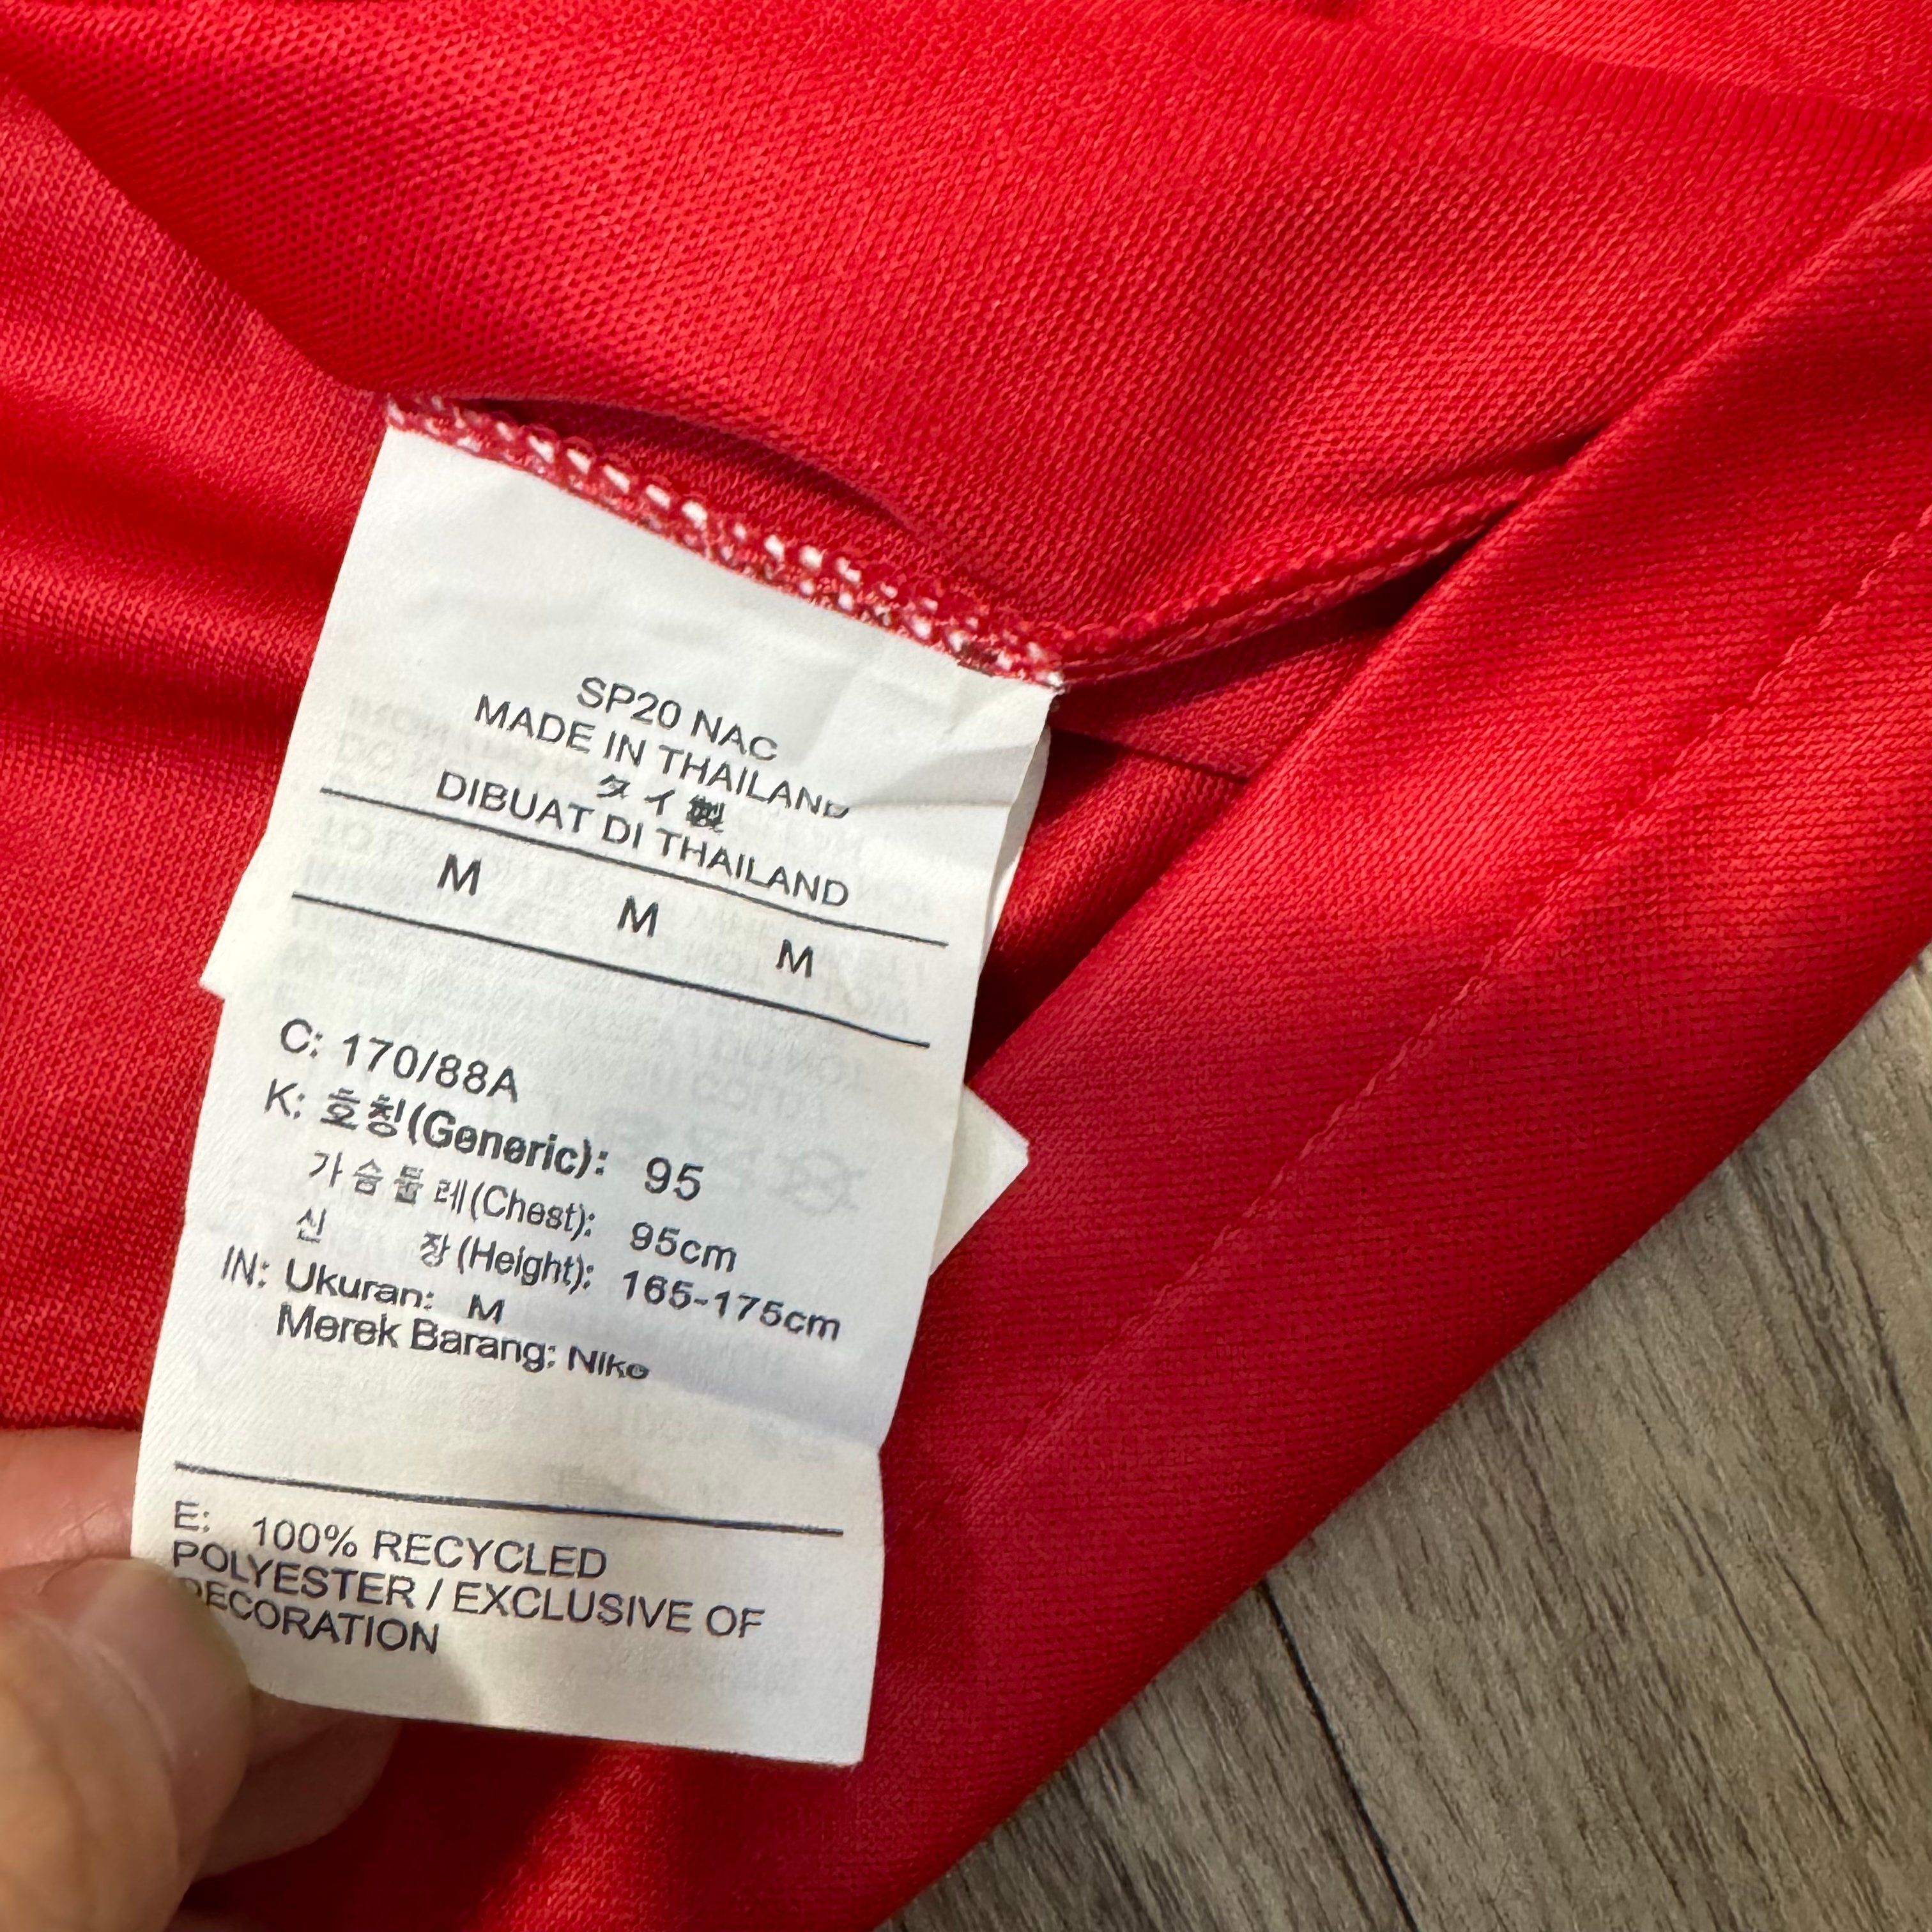 SP20 NAC
MADE IN THAILAND
タイ製
DIBUAT DI THAILAND
M M M
C: 170/88A
K: 호칭(Generic): 95
가슴둘레(Chest): 95cm
신 장(Height): 165-175cm
IN: Ukuran: M
Merek Barang: Nike
E: 100% RECYCLED
POLYESTER / EXCLUSIVE OF
DECORATION